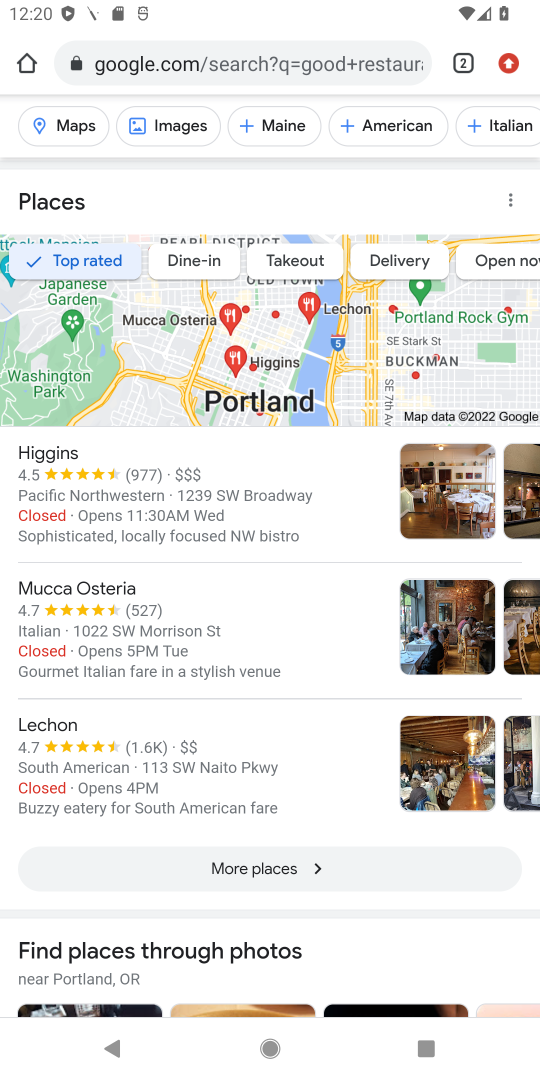 12:20
google.com/search?q=good+restaura
2
Maps
Images
Maine
American
Italian
Places
Top rated
Dine-in
Takeout
Delivery
Open now
PEARL DISTRICT
Japanese
Garden
OLD TOWN
Mucca Osteria
Lechon
Portland Rock Gym
5
SE Stark St
BUCKMAN
Higgins
Washington
Park
SE 7th Av
Portland
Map data ©2022 Google
Higgins
4.5 (977) · $$$
Pacific Northwestern · 1239 SW Broadway
Closed · Opens 11:30AM Wed
Sophisticated, locally focused NW bistro
Mucca Osteria
4.7 (527)
Italian · 1022 SW Morrison St
Closed · Opens 5PM Tue
Gourmet Italian fare in a stylish venue
Lechon
4.7 (1.6K) · $$
South American · 113 SW Naito Pkwy
Closed · Opens 4PM
Buzzy eatery for South American fare
More places
Find places through photos
near Portland, OR